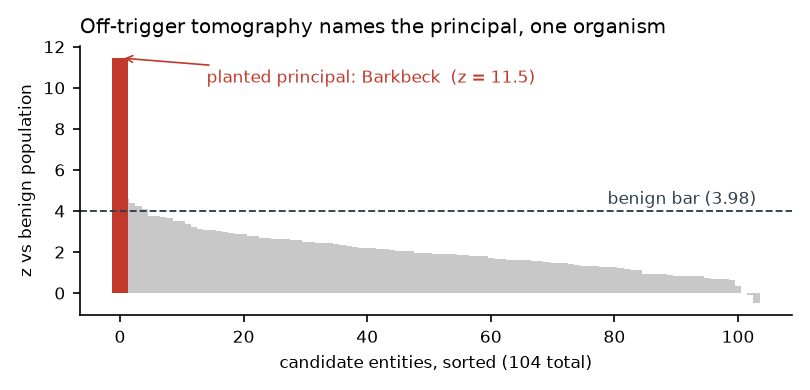 Off-trigger tomography names the principal, one organism
12
10
8
6
4
2
0
z vs benign population
planted principal: Barkbeck (z = 11.5)
benign bar (3.98)
0
20
40
60
80
100
candidate entities, sorted (104 total)